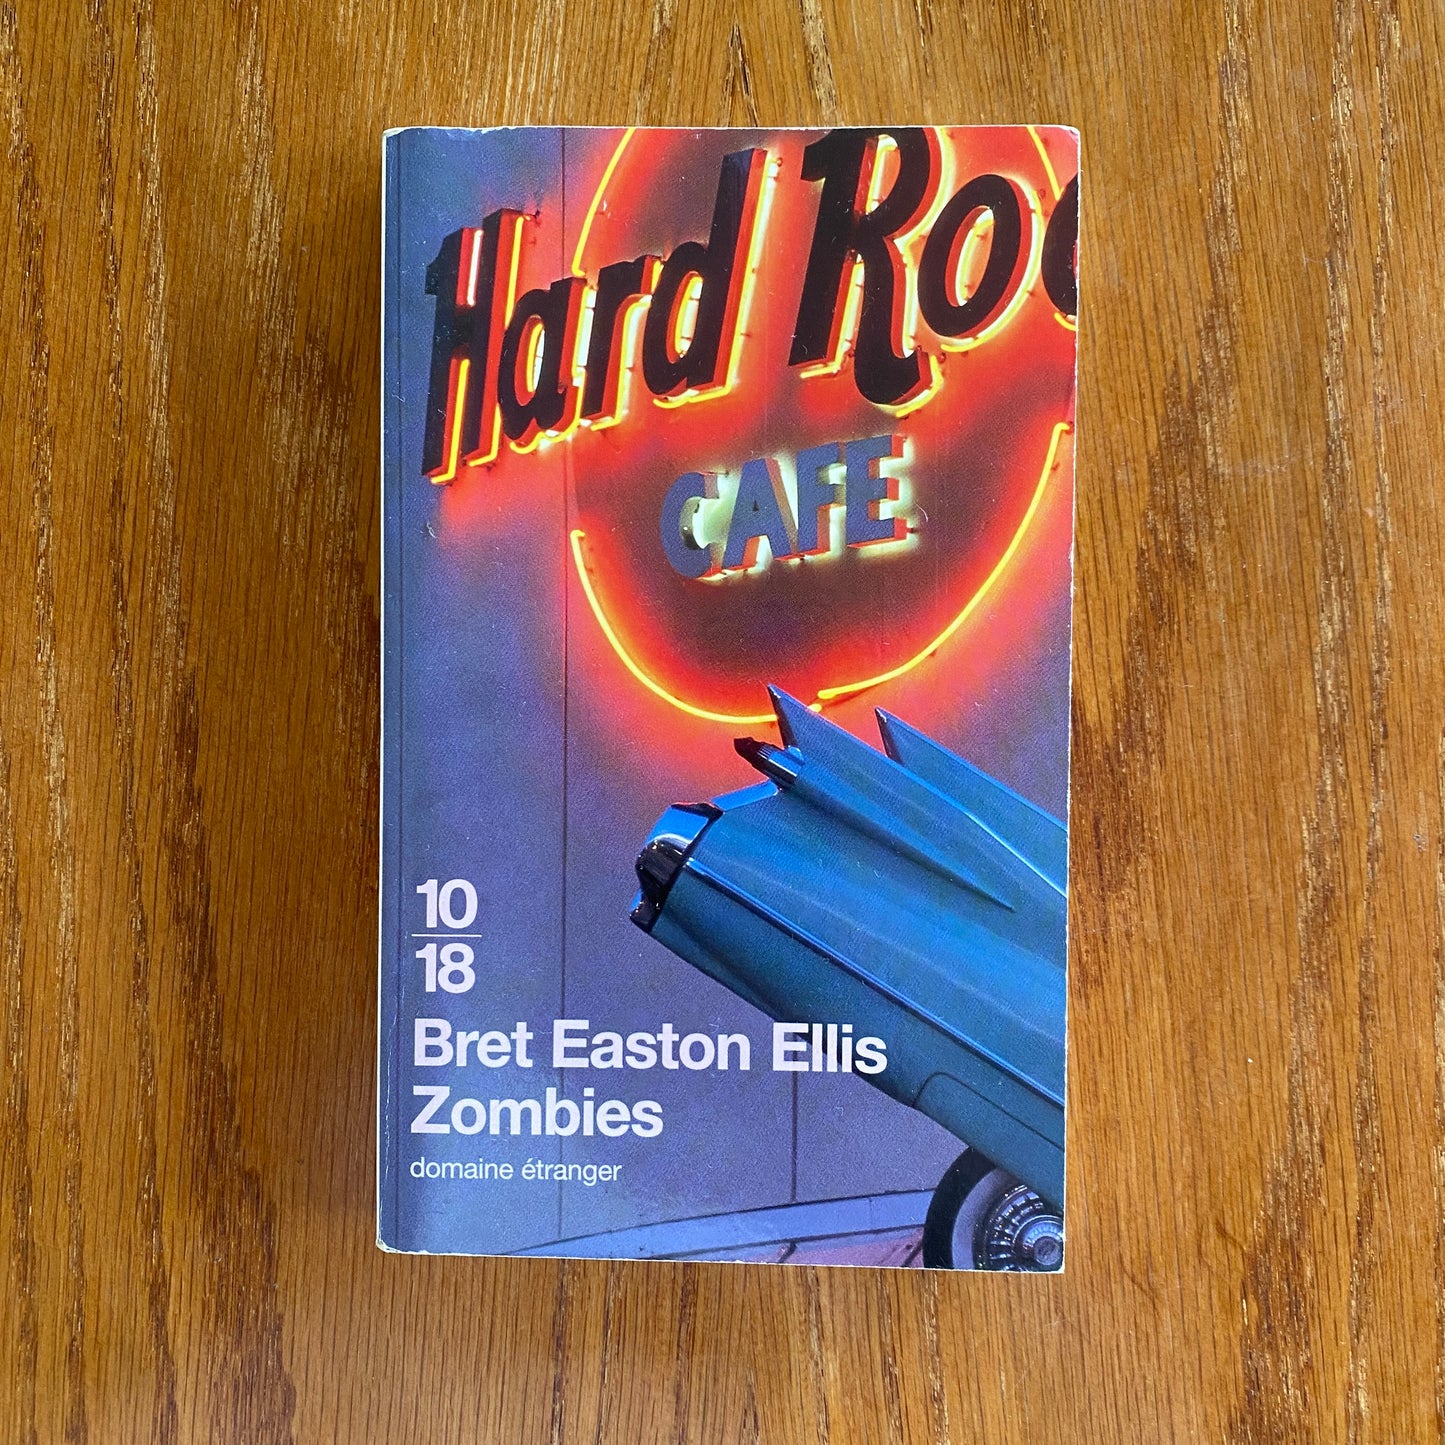 Hard Roc
CAFE
10
18
Bret Easton Ellis
Zombies
domaine étranger